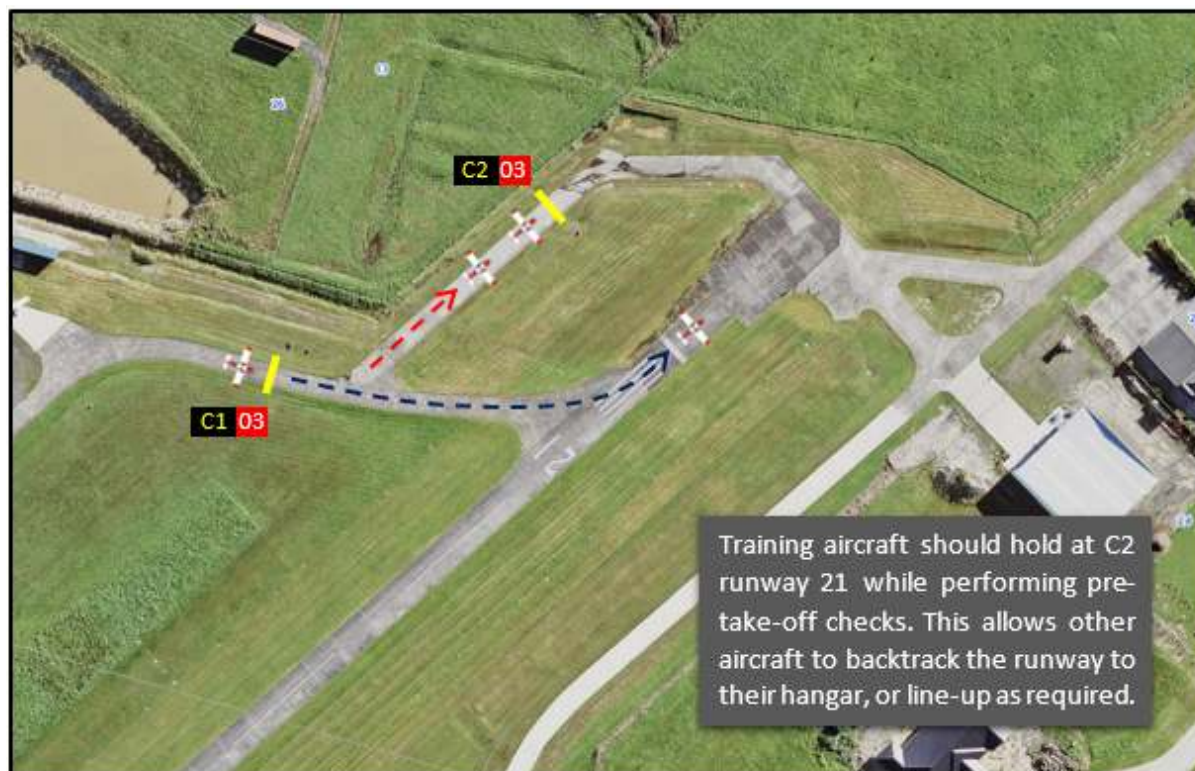 C2 03
C1 03
2
Training aircraft should hold at C2
runway 21 while performing pre-
take-off checks. This allows other
aircraft to backtrack the runway to
their hangar, or line-up as required.